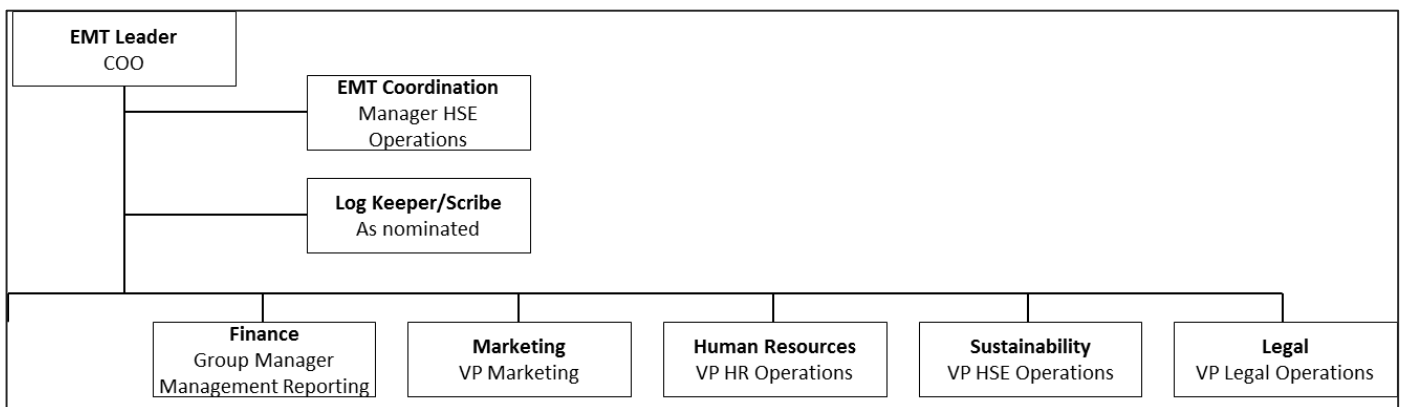 EMT Leader
COO
EMT Coordination
Manager HSE
Operations
Log Keeper/Scribe
As nominated
Finance
Group Manager
Management Reporting
Marketing
VP Marketing
Human Resources
VP HR Operations
Sustainability
VP HSE Operations
Legal
VP Legal Operations